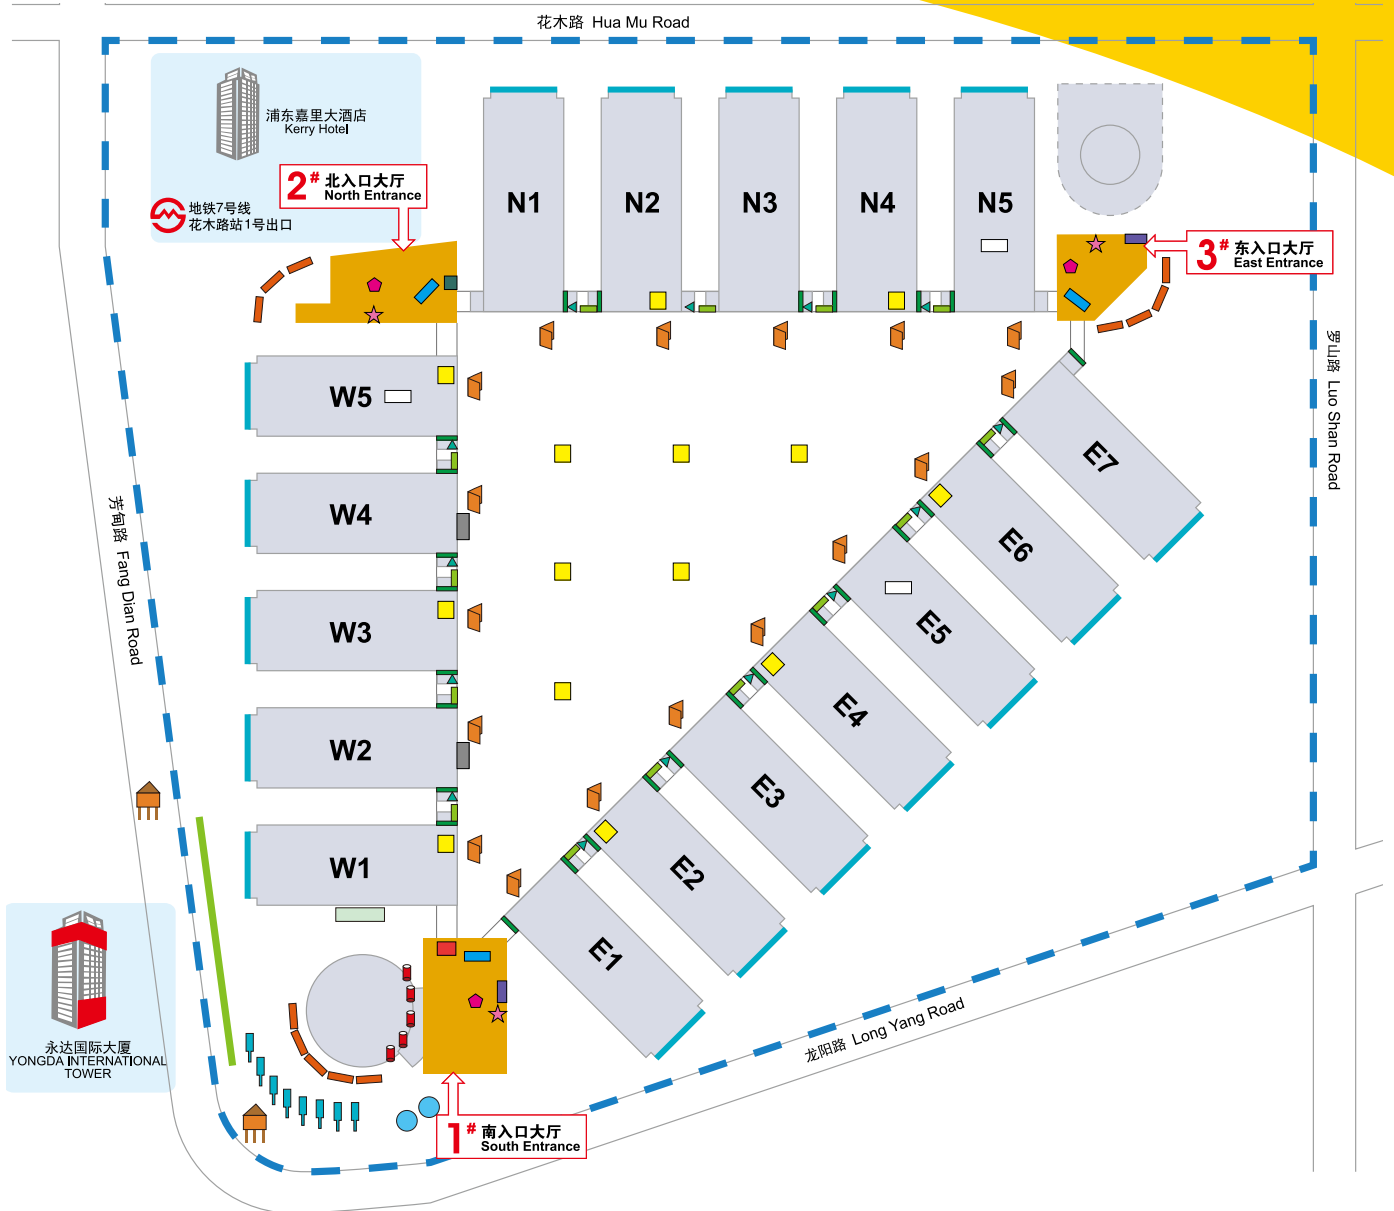 花木路 Hua Mu Road
浦东嘉里大酒店
Kerry Hotel
2# 北入口大厅
North Entrance
地铁7号线
花木路站1号出口
N1
N2
N3
N4
N5
3# 东入口大厅
East Entrance
罗山路 Luo Shan Road
芳甸路 Fang Dian Road
W5
W4
W3
W2
W1
E7
E6
E5
E4
E3
E2
E1
永达国际大厦
YONGDA INTERNATIONAL
TOWER
龙阳路 Long Yang Road
1# 南入口大厅
South Entrance